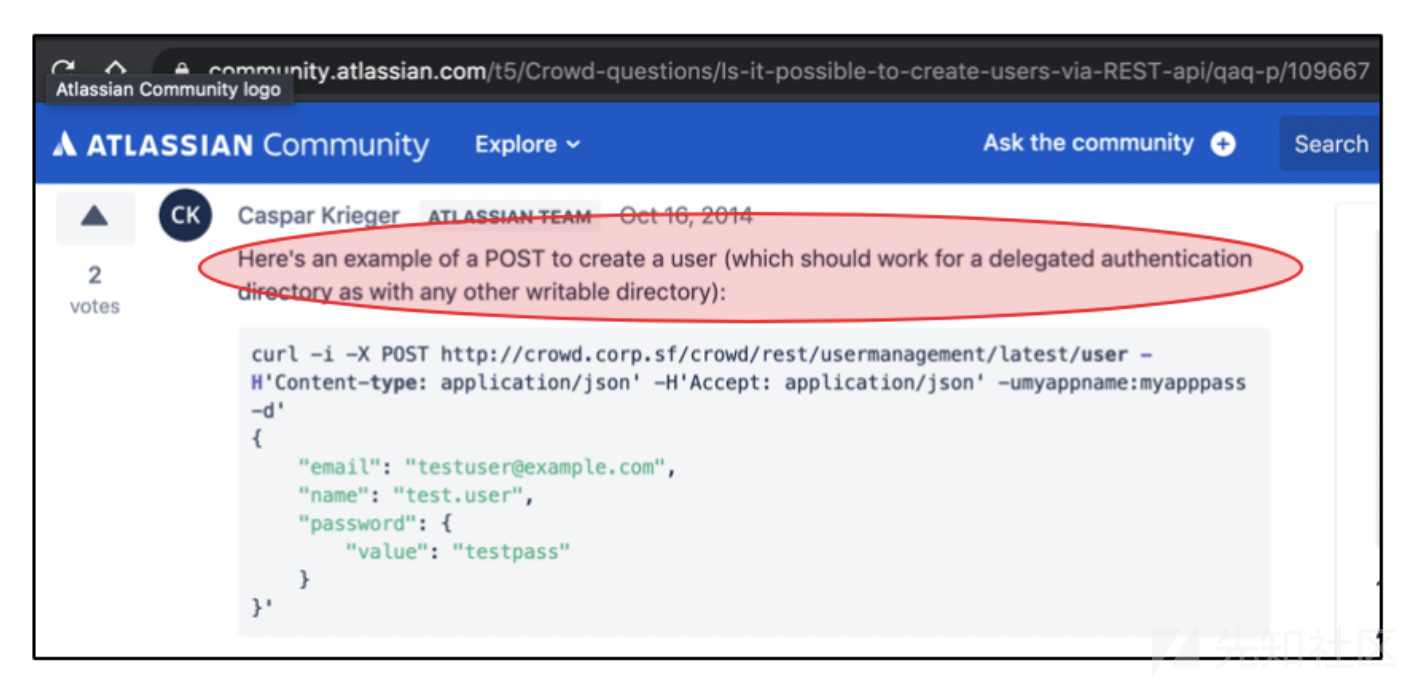 community.atlassian.com/t5/Crowd-questions/Is-it-possible-to-create-users-via-REST-api/qaq-p/109667
Atlassian Community logo
ATLASSIAN Community Explore Ask the community Search
CK Caspar Krieger ATLASSIAN TEAM Oct 16, 2014
2
votes
Here's an example of a POST to create a user (which should work for a delegated authentication
directory as with any other writable directory):
curl -i -X POST http://crowd.corp.sf/crowd/rest/usermanagement/latest/user -
H'Content-type: application/json' -H'Accept: application/json' -umyappname:myapppass
-d'
{
    "email": "testuser@example.com",
    "name": "test.user",
    "password": {
        "value": "testpass"
    }
}'
先知社区